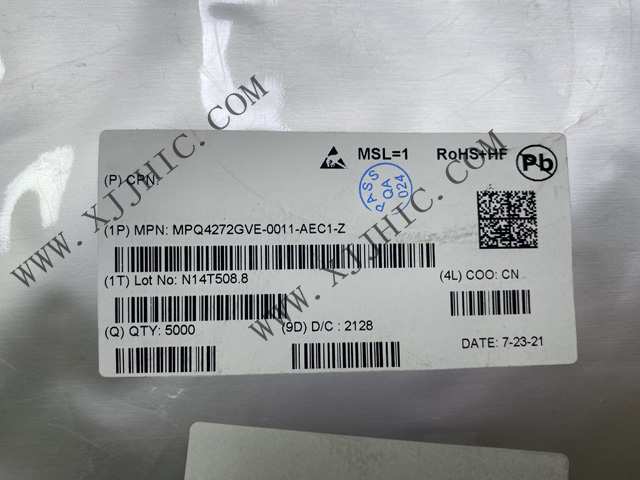 WWW.XJJHIC.COM
MSL=1 RoHS+HF Pb
(P) CPN:
PASS QA 024
(1P) MPN: MPQ4272GVE-0011-AEC1-Z
(1T) Lot No: N14T508.8 (4L) COO: CN
(Q) QTY: 5000 (9D) D/C : 2128
DATE: 7-23-21
WWW.XJJHIC.COM